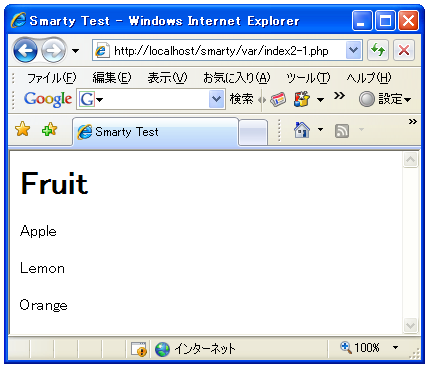 Smarty Test - Windows Internet Explorer
http://localhost/smarty/var/index2-1.php
ファイル(F) 編集(E) 表示(V) お気に入り(A) ツール(T) ヘルプ(H)
Google G 検索 設定
Smarty Test
Fruit
Apple
Lemon
Orange
インターネット 100%